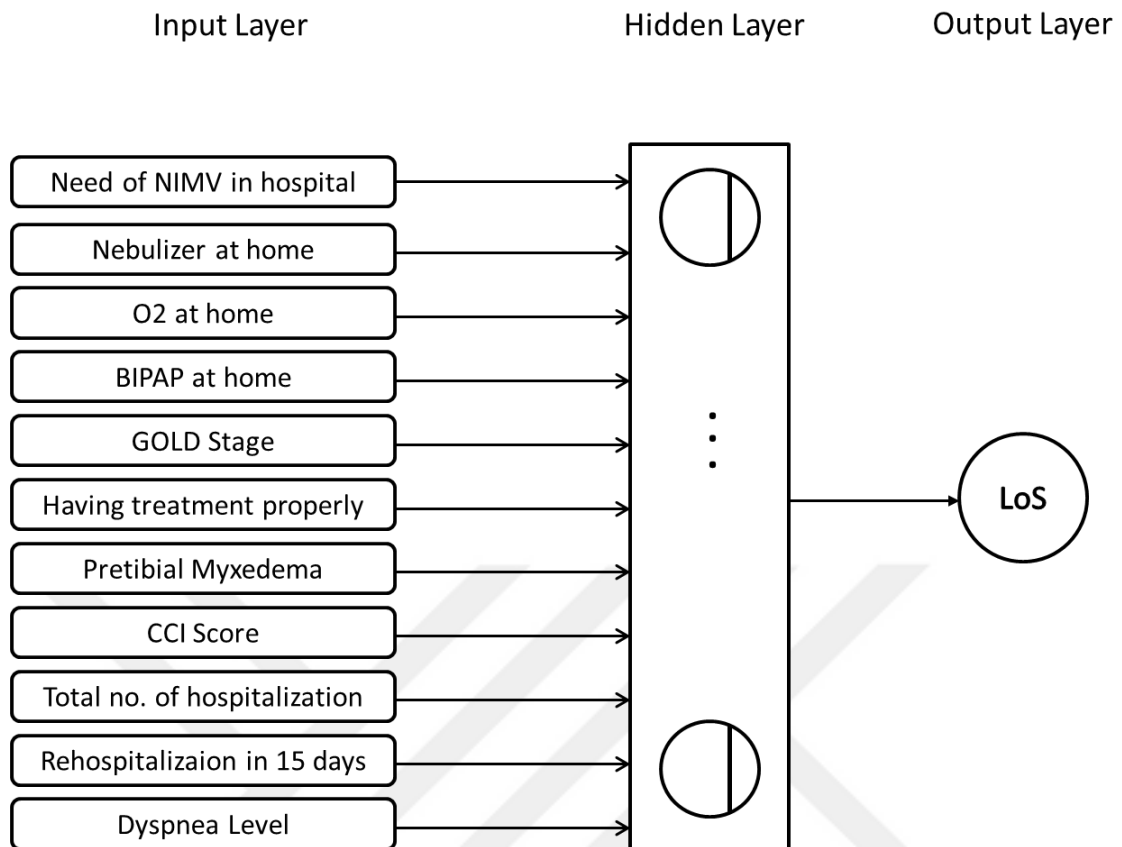 Input Layer
Hidden Layer
Output Layer
Need of NIMV in hospital
Nebulizer at home
O2 at home
BIPAP at home
GOLD Stage
Having treatment properly
Pretibial Myxedema
CCI Score
Total no. of hospitalization
Rehospitalizaion in 15 days
Dyspnea Level
LoS